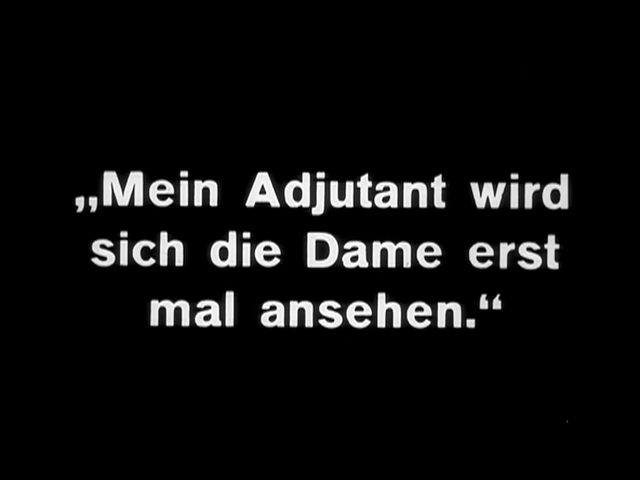 „Mein Adjutant wird
sich die Dame erst
mal ansehen.“